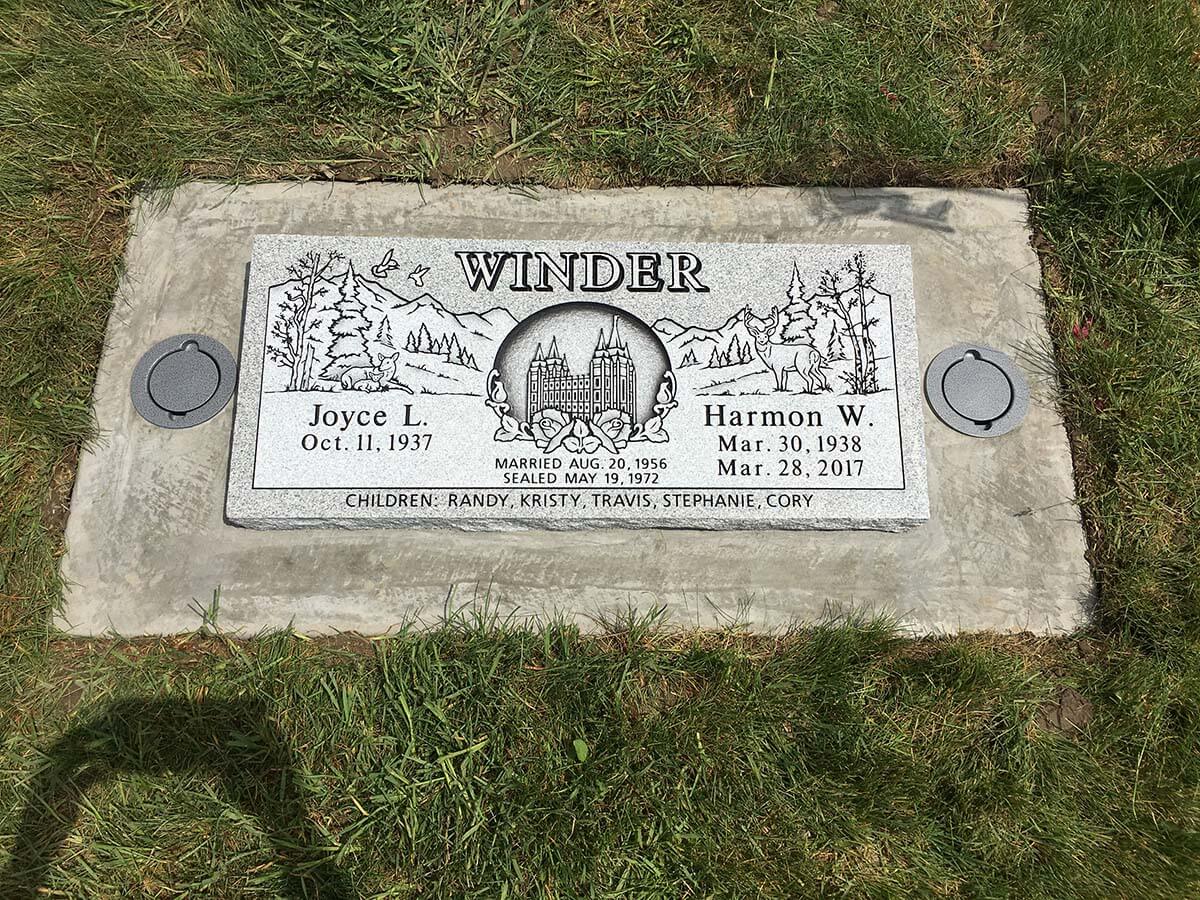 WINDER
Joyce L.
Oct. 11, 1937
Harmon W.
Mar. 30, 1938
Mar. 28, 2017
MARRIED AUG. 20, 1956
SEALED MAY 19, 1972
CHILDREN: RANDY, KRISTY, TRAVIS, STEPHANIE, CORY